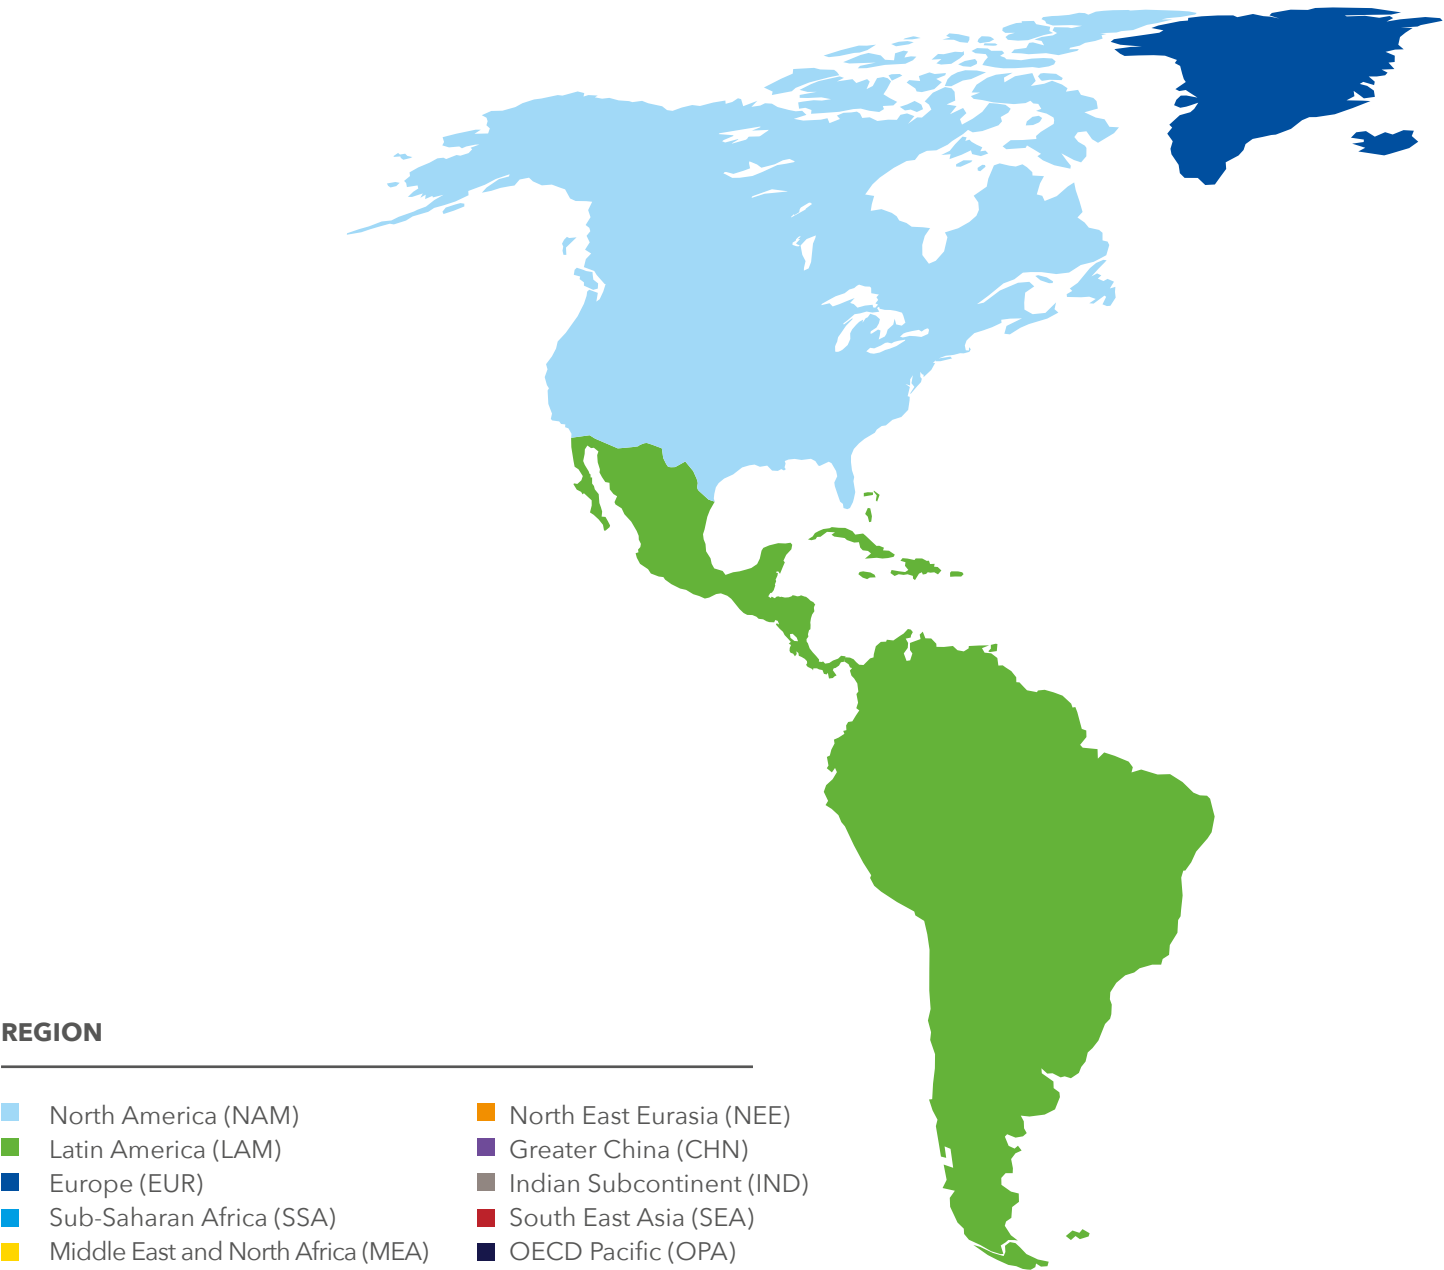 REGION
North America (NAM)
Latin America (LAM)
Europe (EUR)
Sub-Saharan Africa (SSA)
Middle East and North Africa (MEA)
North East Eurasia (NEE)
Greater China (CHN)
Indian Subcontinent (IND)
South East Asia (SEA)
OECD Pacific (OPA)